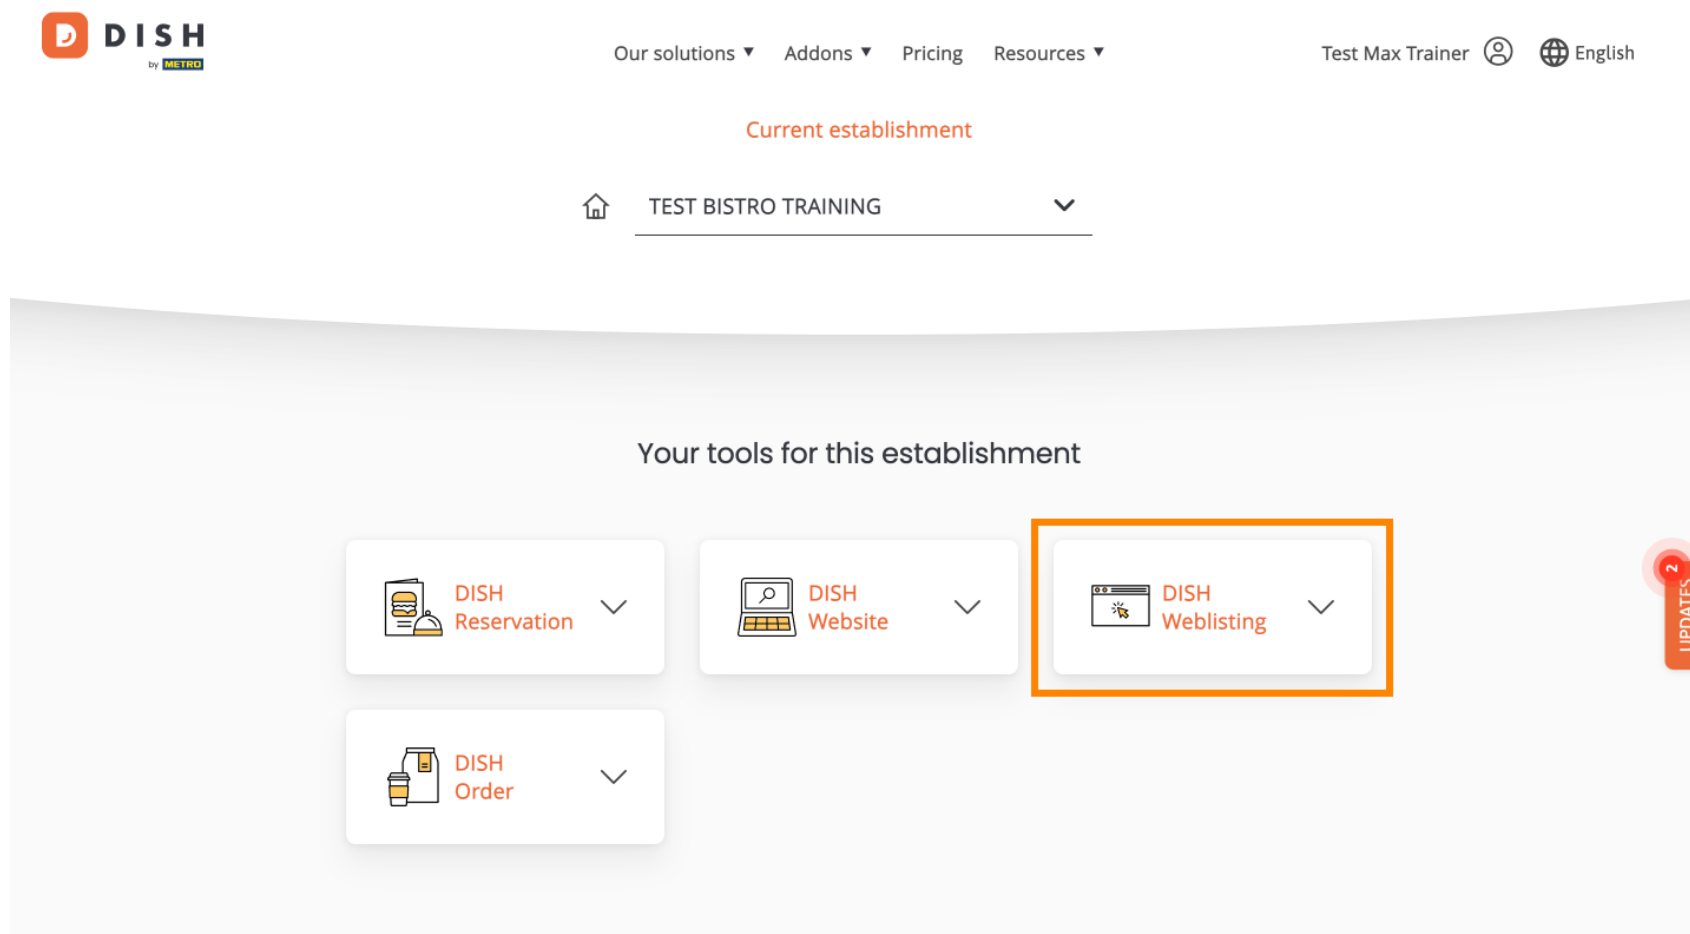 DISH
by METRO
Our solutions ▼ Addons ▼ Pricing Resources ▼
Test Max Trainer English
Current establishment
TEST BISTRO TRAINING
Your tools for this establishment
DISH
Reservation
DISH
Website
DISH
Weblisting
2
UPDATES
DISH
Order